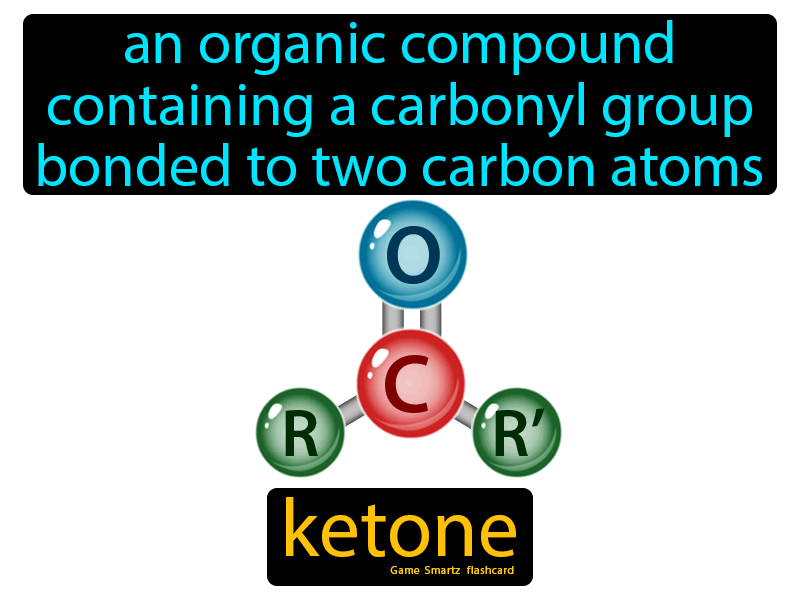 an organic compound
containing a carbonyl group
bonded to two carbon atoms
O
C
R
R’
ketone
Game Smartz flashcard